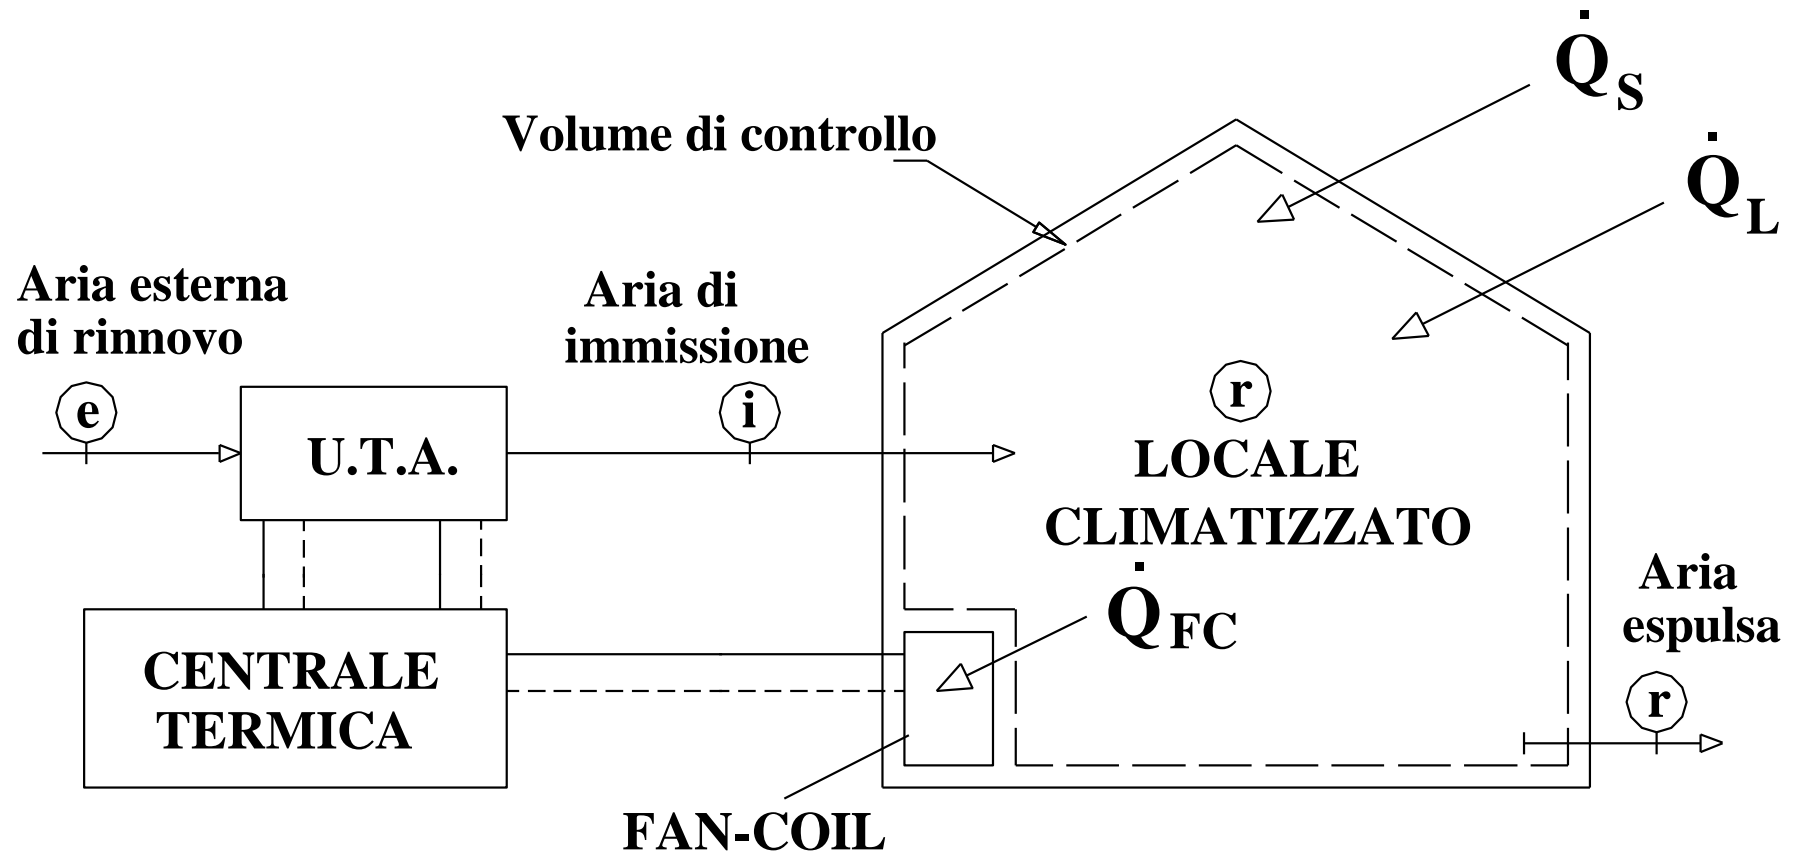 Q̇S
Q̇L
Volume di controllo
Aria esterna
di rinnovo
Aria di
immissione
e
i
r
U.T.A.
LOCALE
CLIMATIZZATO
Q̇FC
Aria
espulsa
r
CENTRALE
TERMICA
FAN-COIL